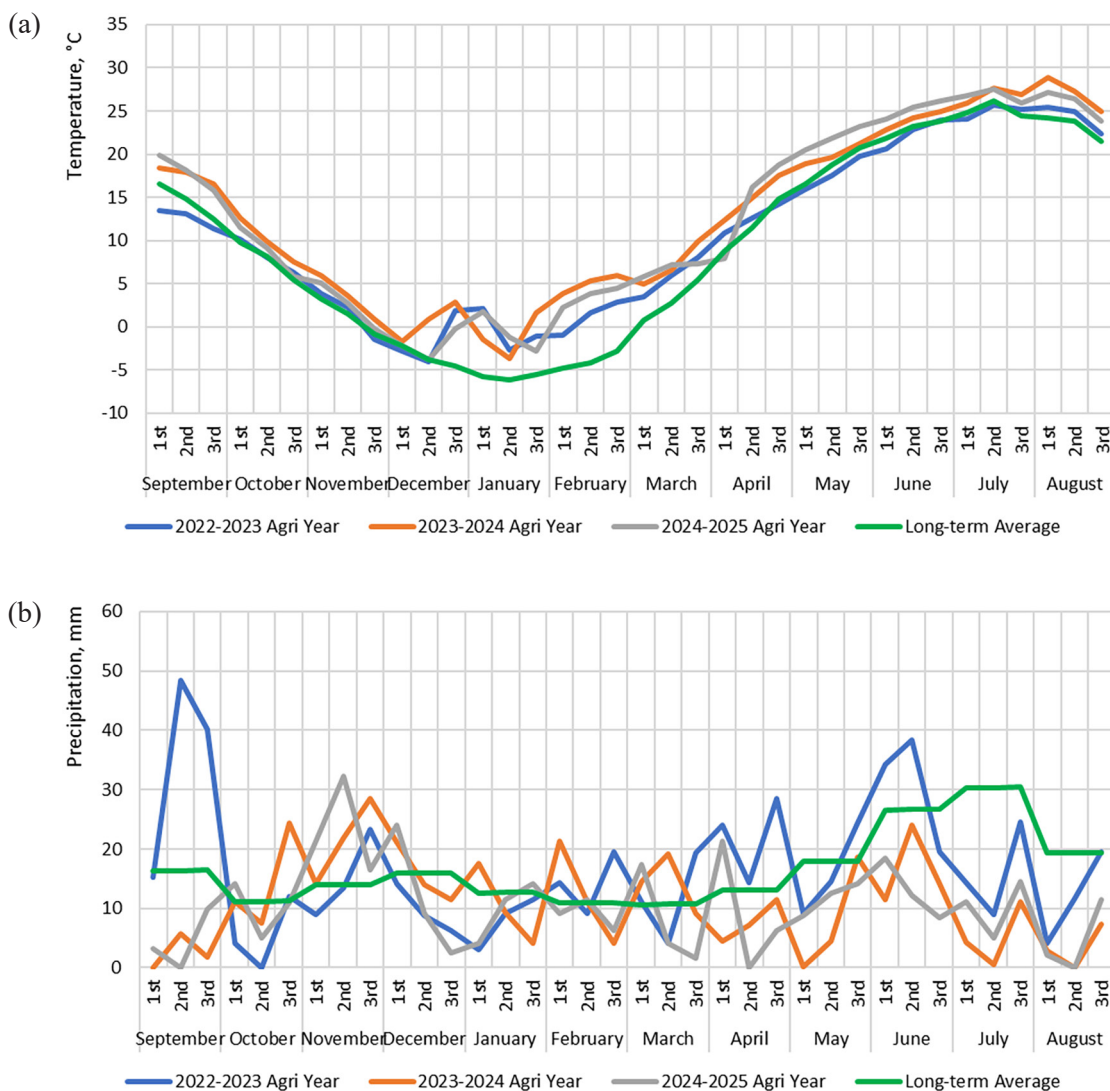 (a)
Temperature, °C
35
30
25
20
15
10
5
0
-5
-10
1st 2nd 3rd 1st 2nd 3rd 1st 2nd 3rd 1st 2nd 3rd 1st 2nd 3rd 1st 2nd 3rd 1st 2nd 3rd 1st 2nd 3rd 1st 2nd 3rd 1st 2nd 3rd 1st 2nd 3rd 1st 2nd 3rd
September October November December January February March April May June July August
2022-2023 Agri Year 2023-2024 Agri Year 2024-2025 Agri Year Long-term Average
(b)
Precipitation, mm
60
50
40
30
20
10
0
1st 2nd 3rd 1st 2nd 3rd 1st 2nd 3rd 1st 2nd 3rd 1st 2nd 3rd 1st 2nd 3rd 1st 2nd 3rd 1st 2nd 3rd 1st 2nd 3rd 1st 2nd 3rd 1st 2nd 3rd 1st 2nd 3rd
September October November December January February March April May June July August
2022-2023 Agri Year 2023-2024 Agri Year 2024-2025 Agri Year Long-term Average